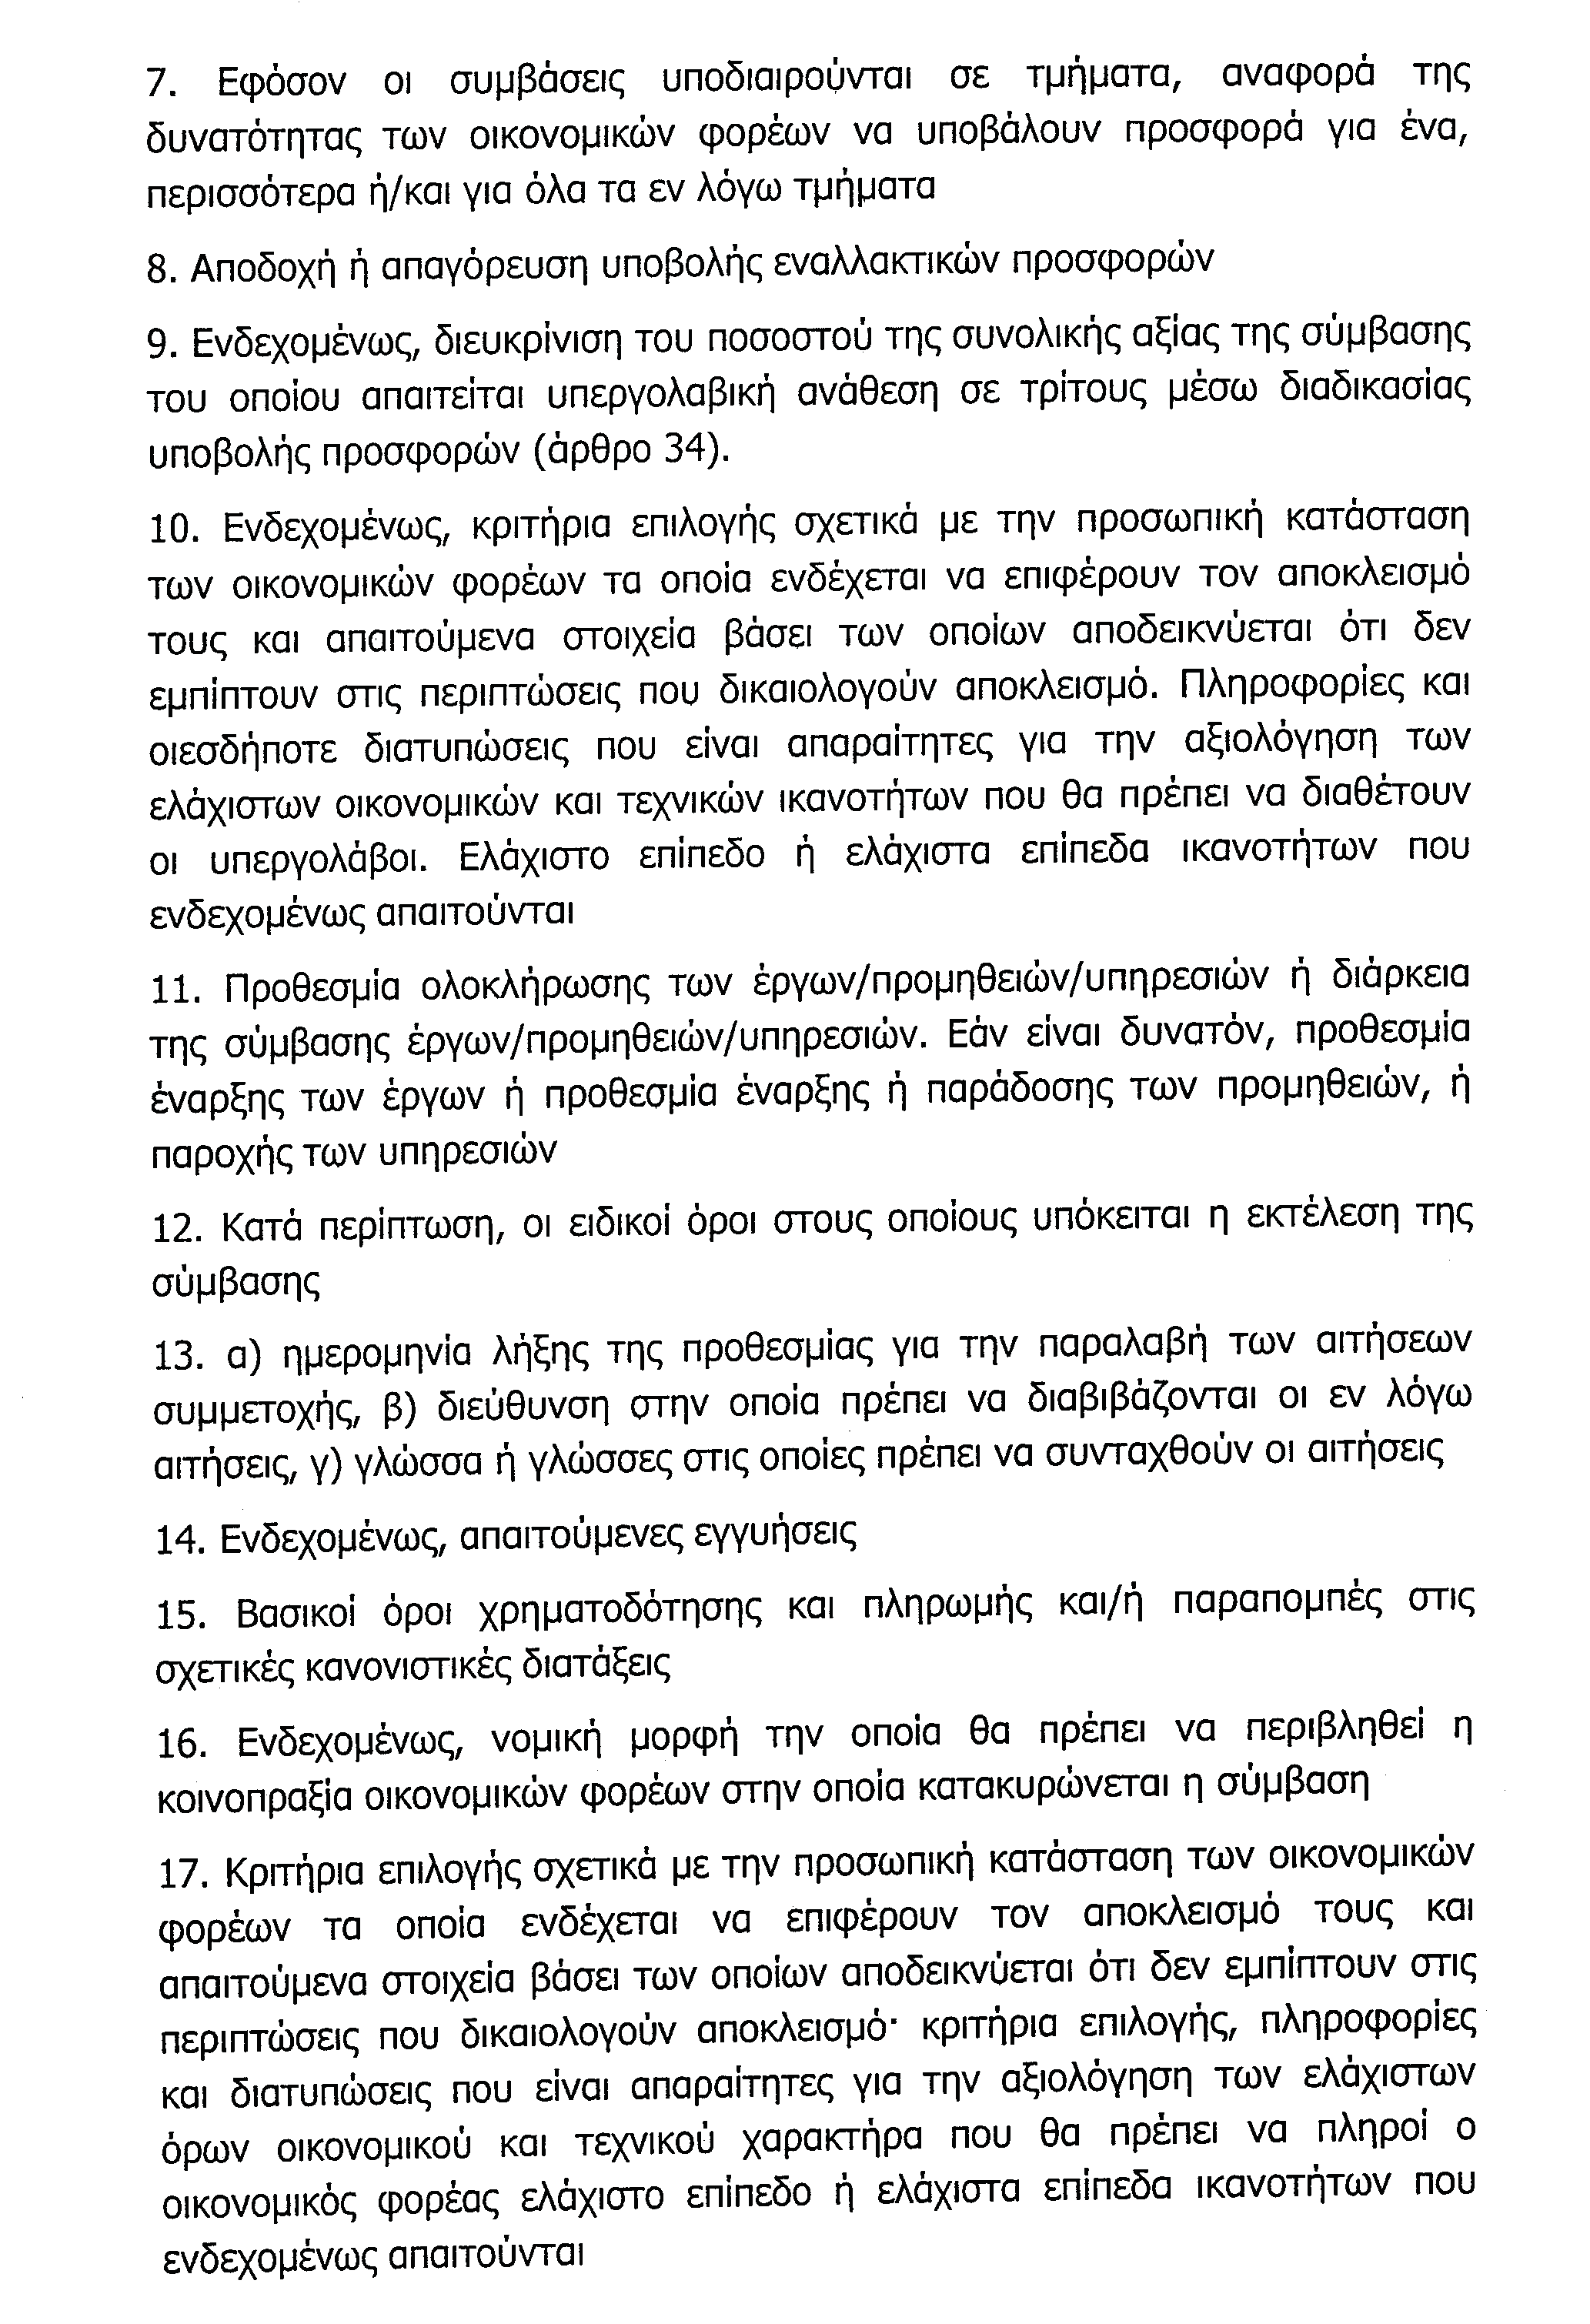 7. Εφόσον οι συμβάσεις υποδιαιρούνται σε τμήματα, αναφορά της
δυνατότητας των οικονομικών φορέων να υποβάλουν προσφορά για ένα,
περισσότερα ή/και για όλα τα εν λόγω τμήματα
8. Αποδοχή ή απαγόρευση υποβολής εναλλακτικών προσφορών
9. Ενδεχομένως, διευκρίνιση του ποσοστού της συνολικής αξίας της σύμβασης
του οποίου απαιτείται υπεργολαβική ανάθεση σε τρίτους μέσω διαδικασίας
υποβολής προσφορών (άρθρο 34).
10. Ενδεχομένως, κριτήρια επιλογής σχετικά με την προσωπική κατάσταση
των οικονομικών φορέων τα οποία ενδέχεται να επιφέρουν τον αποκλεισμό
τους και απαιτούμενα στοιχεία βάσει των οποίων αποδεικνύεται ότι δεν
εμπίπτουν στις περιπτώσεις που δικαιολογούν αποκλεισμό. Πληροφορίες και
οιεσδήποτε διατυπώσεις που είναι απαραίτητες για την αξιολόγηση των
ελάχιστων οικονομικών και τεχνικών ικανοτήτων που θα πρέπει να διαθέτουν
οι υπεργολάβοι. Ελάχιστο επίπεδο ή ελάχιστα επίπεδα ικανοτήτων που
ενδεχομένως απαιτούνται
11. Προθεσμία ολοκλήρωσης των έργων/προμηθειών/υπηρεσιών ή διάρκεια
της σύμβασης έργων/προμηθειών/υπηρεσιών. Εάν είναι δυνατόν, προθεσμία
έναρξης των έργων ή προθεσμία έναρξης ή παράδοσης των προμηθειών, ή
παροχής των υπηρεσιών
12. Κατά περίπτωση, οι ειδικοί όροι στους οποίους υπόκειται η εκτέλεση της
σύμβασης
13. α) ημερομηνία λήξης της προθεσμίας για την παραλαβή των αιτήσεων
συμμετοχής, β) διεύθυνση στην οποία πρέπει να διαβιβάζονται οι εν λόγω
αιτήσεις, γ) γλώσσα ή γλώσσες στις οποίες πρέπει να συνταχθούν οι αιτήσεις
14. Ενδεχομένως, απαιτούμενες εγγυήσεις
15. Βασικοί όροι χρηματοδότησης και πληρωμής και/ή παραπομπές στις
σχετικές κανονιστικές διατάξεις
16. Ενδεχομένως, νομική μορφή την οποία θα πρέπει να περιβληθεί η
κοινοπραξία οικονομικών φορέων στην οποία κατακυρώνεται η σύμβαση
17. Κριτήρια επιλογής σχετικά με την προσωπική κατάσταση των οικονομικών
φορέων τα οποία ενδέχεται να επιφέρουν τον αποκλεισμό τους και
απαιτούμενα στοιχεία βάσει των οποίων αποδεικνύεται ότι δεν εμπίπτουν στις
περιπτώσεις που δικαιολογούν αποκλεισμό· κριτήρια επιλογής, πληροφορίες
και διατυπώσεις που είναι απαραίτητες για την αξιολόγηση των ελάχιστων
όρων οικονομικού και τεχνικού χαρακτήρα που θα πρέπει να πληροί ο
οικονομικός φορέας ελάχιστο επίπεδο ή ελάχιστα επίπεδα ικανοτήτων που
ενδεχομένως απαιτούνται